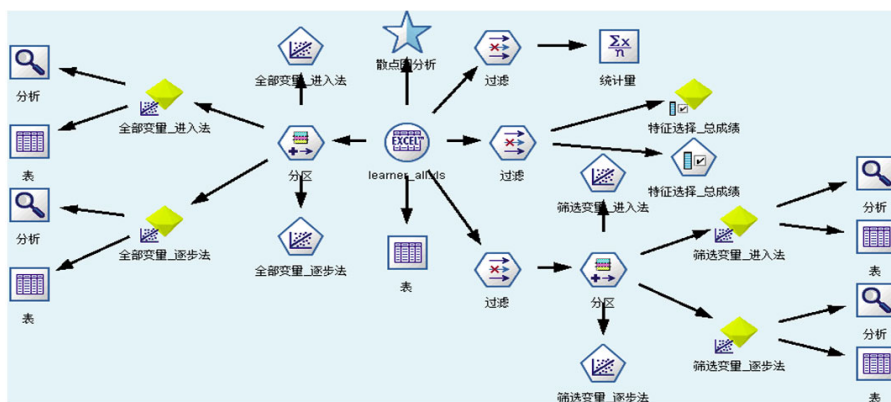 散点图分析
全部变量_进入法
过滤
Σx
n
统计量
分析
全部变量_进入法
表
分区
EXCEL
learner_all.xls
过滤
特征选择_总成绩
特征选择_总成绩
筛选变量_进入法
分析
全部变量_逐步法
表
全部变量_逐步法
表
过滤
分区
筛选变量_进入法
分析
表
筛选变量_逐步法
筛选变量_逐步法
分析
表